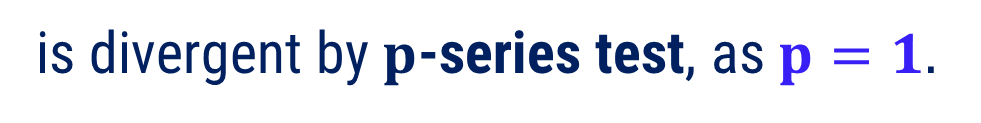 is divergent by p-series test, as p = 1.